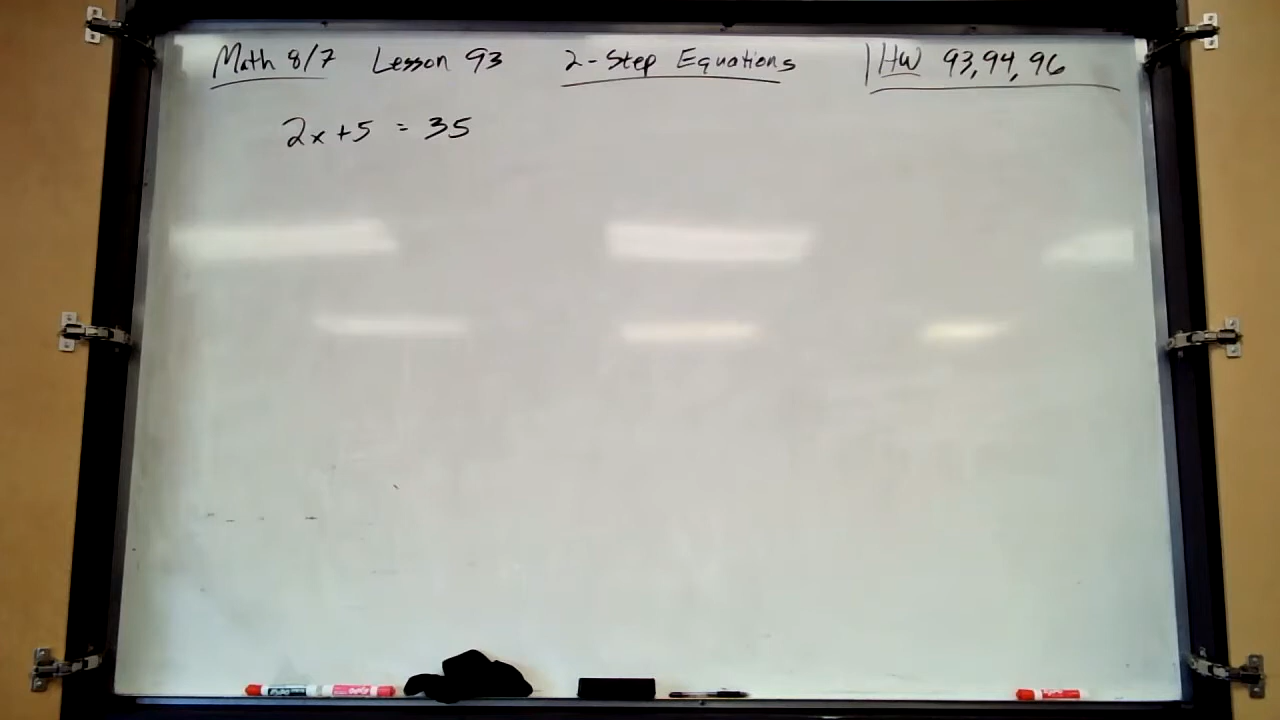 Math 8/7 Lesson 93 2-Step Equations HW 93, 94, 96
2x+5 = 35